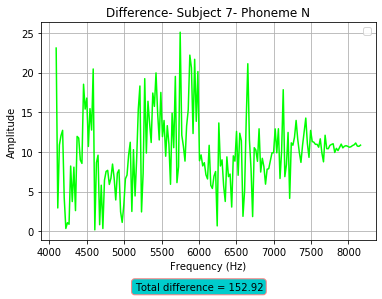 Difference- Subject 7- Phoneme N
Amplitude
25
20
15
10
5
0
4000 4500 5000 5500 6000 6500 7000 7500 8000
Frequency (Hz)
Total difference = 152.92